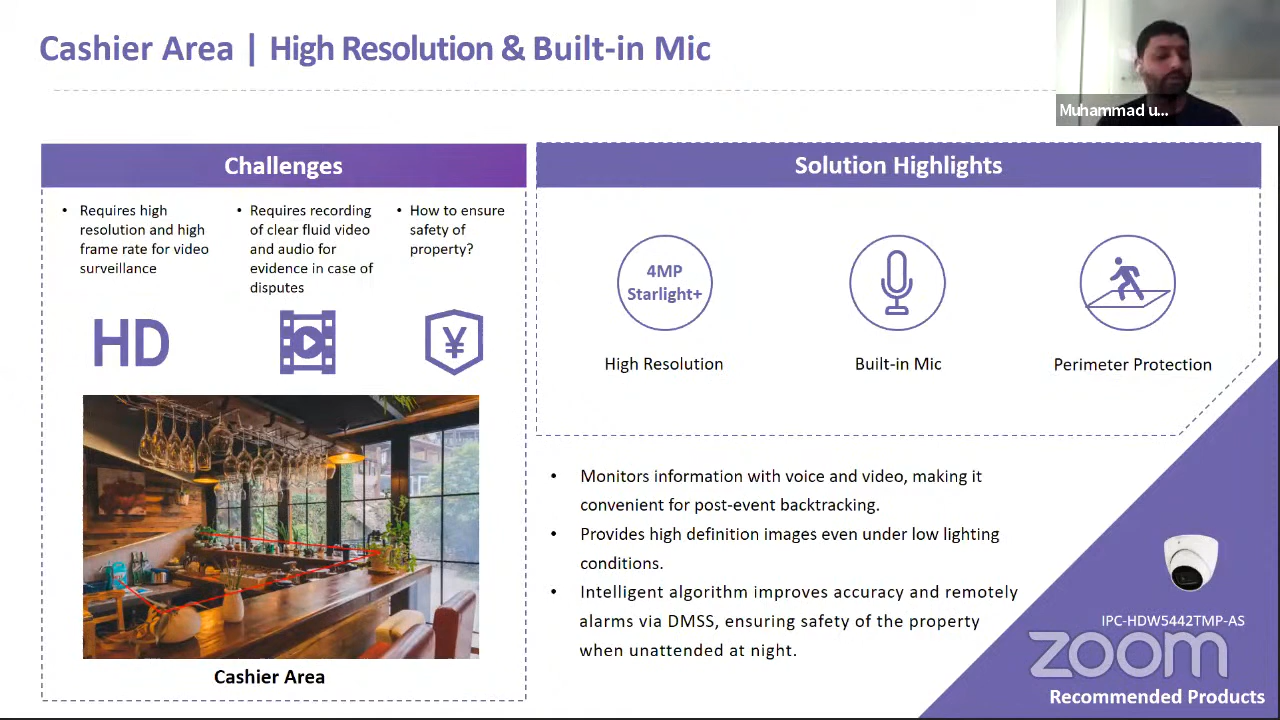 Cashier Area | High Resolution & Built-in Mic
Muhammad u...
Challenges
• Requires high
resolution and high
frame rate for video
surveillance
• Requires recording
of clear fluid video
and audio for
evidence in case of
disputes
• How to ensure
safety of
property?
HD
¥
Cashier Area
Solution Highlights
4MP
Starlight+
High Resolution
Built-in Mic
Perimeter Protection
• Monitors information with voice and video, making it
convenient for post-event backtracking.
• Provides high definition images even under low lighting
conditions.
• Intelligent algorithm improves accuracy and remotely
alarms via DMSS, ensuring safety of the property
when unattended at night.
IPC-HDW5442TMP-AS
zoom
Recommended Products